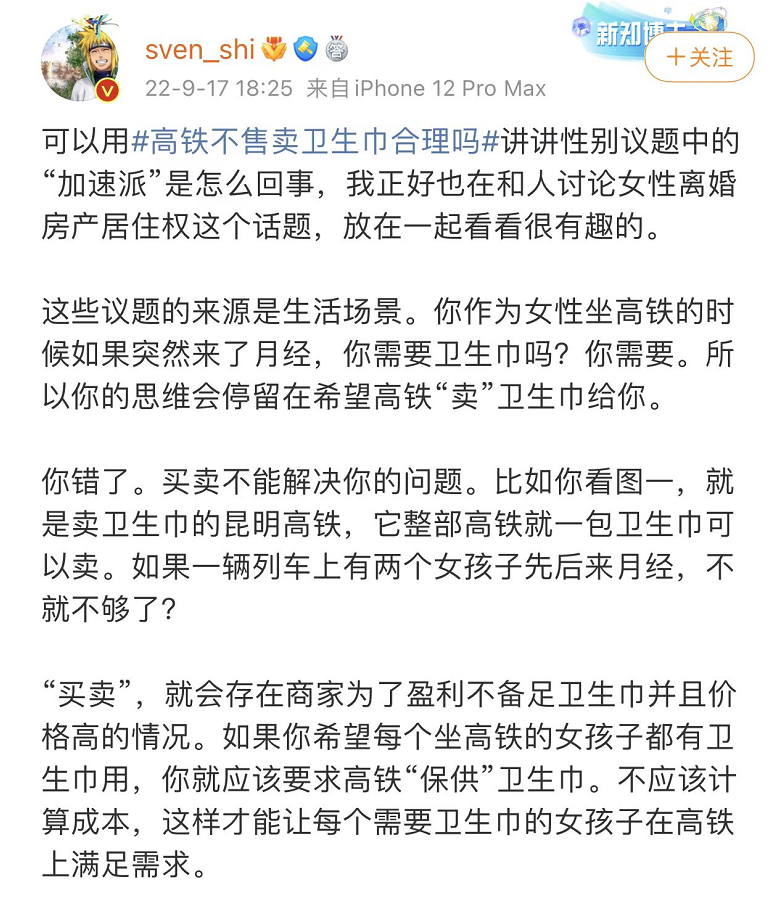 sven_shi
新知博主
+关注
22-9-17 18:25 来自iPhone 12 Pro Max
可以用#高铁不售卖卫生巾合理吗#讲讲性别议题中的
“加速派”是怎么回事，我正好也在和人讨论女性离婚
房产居住权这个话题，放在一起看看很有趣的。
这些议题的来源是生活场景。你作为女性坐高铁的时
候如果突然来了月经，你需要卫生巾吗？你需要。所
以你的思维会停留在希望高铁“卖”卫生巾给你。
你错了。买卖不能解决你的问题。比如你看图一，就
是卖卫生巾的昆明高铁，它整部高铁就一包卫生巾可
以卖。如果一辆列车上有两个女孩子先后来月经，不
就不够了？
“买卖”，就会存在商家为了盈利不备足卫生巾并且价
格高的情况。如果你希望每个坐高铁的女孩子都有卫
生巾用，你就应该要求高铁“保供”卫生巾。不应该计
算成本，这样才能让每个需要卫生巾的女孩子在高铁
上满足需求。